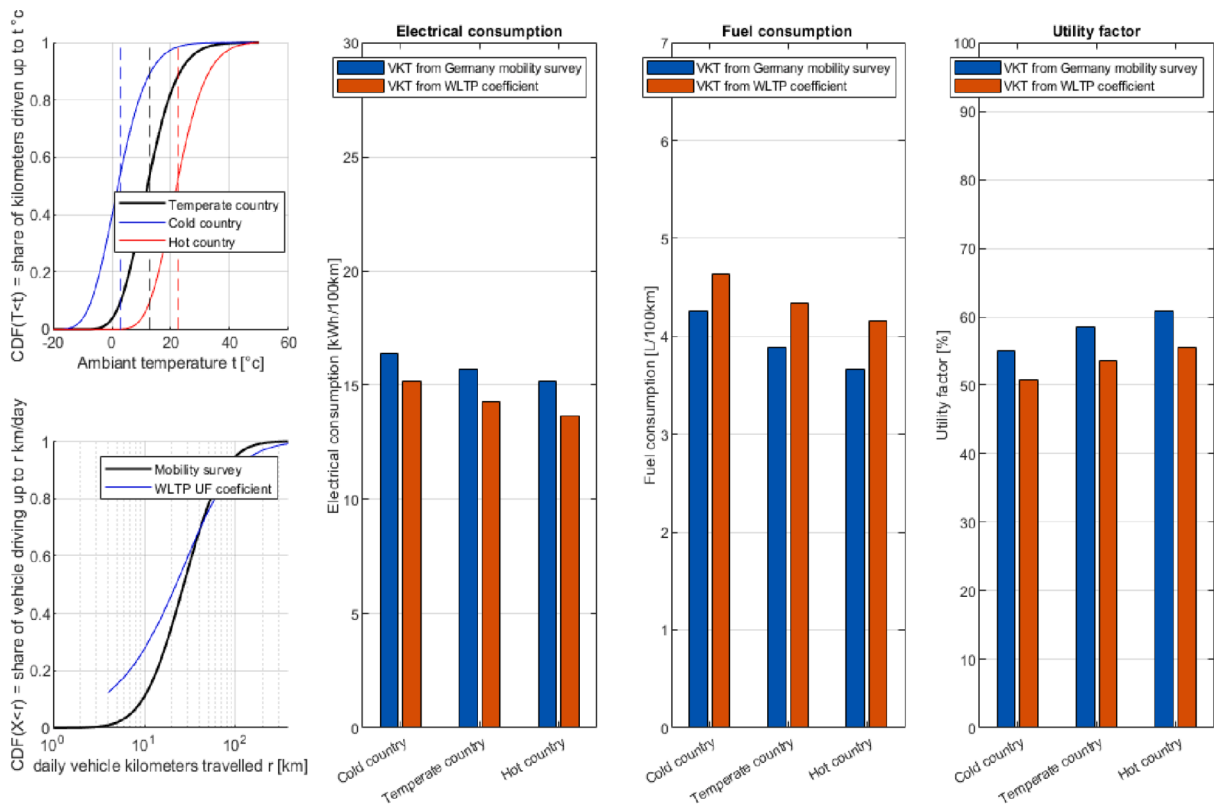 CDF(T<t) = share of kilometers driven up to t °c
1
0.8
0.6
0.4
0.2
0
-20
0
20
40
60
Temperate country
Cold country
Hot country
Ambiant temperature t [°c]
CDF(X<r) = share of vehicle driving up to r km/day
1
0.8
0.6
0.4
0.2
0
10^0
10^1
10^2
Mobility survey
WLTP UF coeficient
daily vehicle kilometers travelled r [km]
Electrical consumption
VKT from Germany mobility survey
VKT from WLTP coefficient
Electrical consumption [kWh/100km]
30
25
20
15
10
5
0
Cold country
Temperate country
Hot country
Fuel consumption
VKT from Germany mobility survey
VKT from WLTP coefficient
Fuel consumption [L/100km]
7
6
5
4
3
2
1
0
Cold country
Temperate country
Hot country
Utility factor
VKT from Germany mobility survey
VKT from WLTP coefficient
Utility factor [%]
100
90
80
70
60
50
40
30
20
10
0
Cold country
Temperate country
Hot country